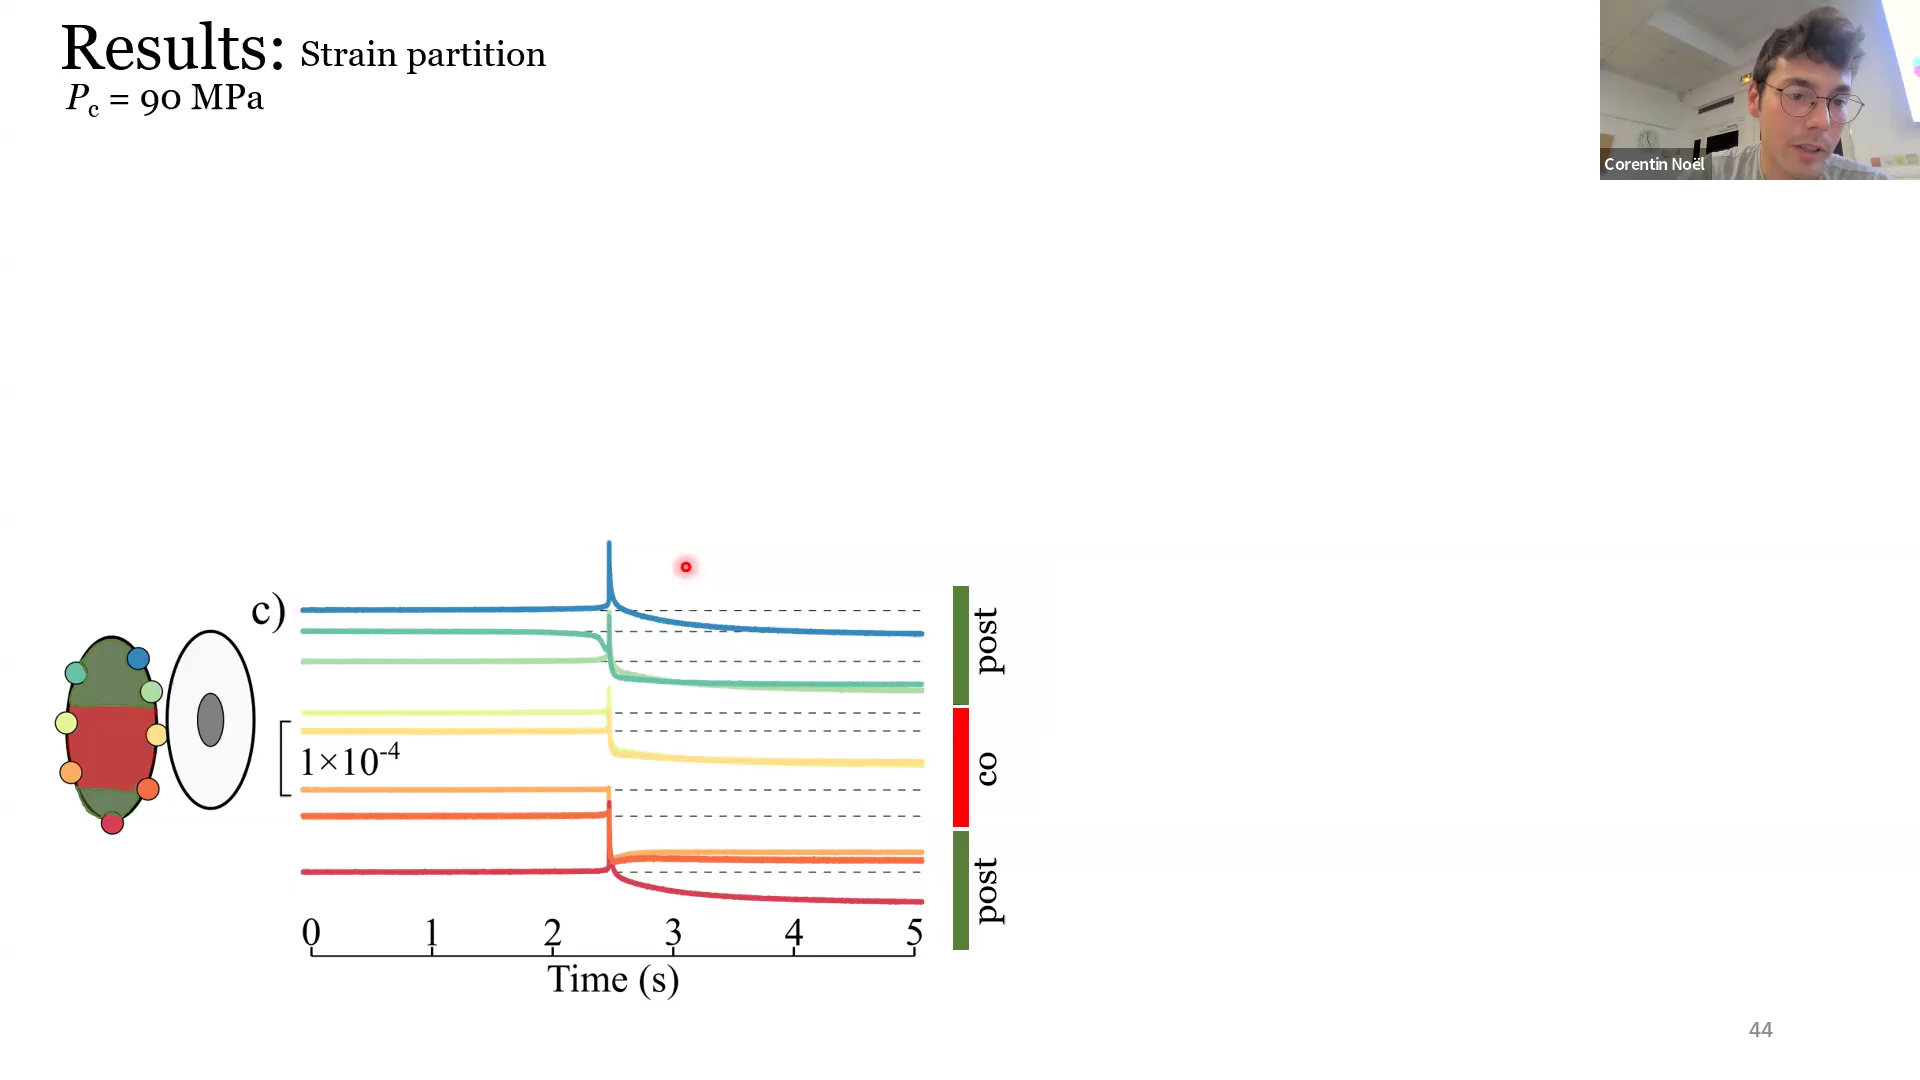 Results: Strain partition
Pc = 90 MPa
Corentin Noël
c)
post
1×10-4
co
post
0 1 2 3 4 5
Time (s)
44